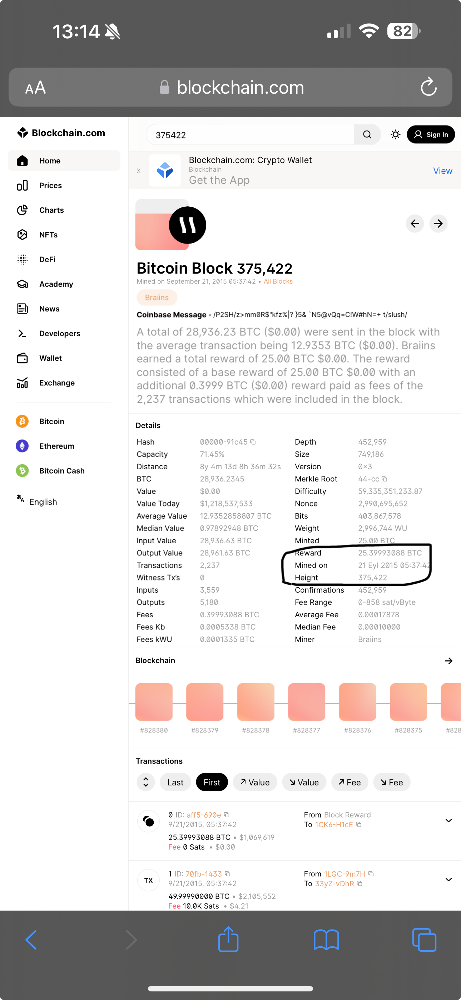 13:14
82
AA
blockchain.com
Blockchain.com
375422
Sign In
Home
Prices
Charts
NFTs
DeFi
Academy
News
Developers
Wallet
Exchange
Bitcoin
Ethereum
Bitcoin Cash
English
x
Blockchain.com: Crypto Wallet
Blockchain
Get the App
View
Bitcoin Block 375,422
Mined on September 21, 2015 05:37:42 • All Blocks
Braiins
Coinbase Message • /P2SH/z>mm0R$"kfz%|? }5& `N5@vQq=C!W#hN=+ t/slush/
A total of 28,936.23 BTC ($0.00) were sent in the block with
the average transaction being 12.9353 BTC ($0.00). Braiins
earned a total reward of 25.00 BTC $0.00. The reward
consisted of a base reward of 25.00 BTC $0.00 with an
additional 0.3999 BTC ($0.00) reward paid as fees of the
2,237 transactions which were included in the block.
Details
Hash 00000-91c45
Capacity 71.45%
Distance 8y 4m 13d 8h 36m 32s
BTC 28,936.2345
Value $0.00
Value Today $1,218,537,533
Average Value 12.9352858807 BTC
Median Value 0.97892948 BTC
Input Value 28,936.63 BTC
Output Value 28,961.63 BTC
Transactions 2,237
Witness Tx's 0
Inputs 3,559
Outputs 5,180
Fees 0.39993088 BTC
Fees Kb 0.0005338 BTC
Fees kWU 0.0001335 BTC
Depth 452,959
Size 749,186
Version 0×3
Merkle Root 44-cc
Difficulty 59,335,351,233.87
Nonce 2,990,695,652
Bits 403,867,578
Weight 2,996,744 WU
Minted 25.00 BTC
Reward 25.39993088 BTC
Mined on 21 Eyl 2015 05:37:42
Height 375,422
Confirmations 452,959
Fee Range 0-858 sat/vByte
Average Fee 0.00017878
Median Fee 0.00010000
Miner Braiins
Blockchain
#828380 #828379 #828378 #828377 #828376 #828375 #828
Transactions
Last First ↗ Value ↘ Value ↗ Fee ↘ Fee
0 ID: aff5-690e
9/21/2015, 05:37:42
25.39993088 BTC • $1,069,619
Fee 0 Sats • $0.00
From Block Reward
To 1CK6-H1cE
TX
1 ID: 70fb-1433
9/21/2015, 05:37:42
49.99990000 BTC • $2,105,552
Fee 10.0K Sats • $4.21
From 1LGC-9m7H
To 33yZ-vDhR